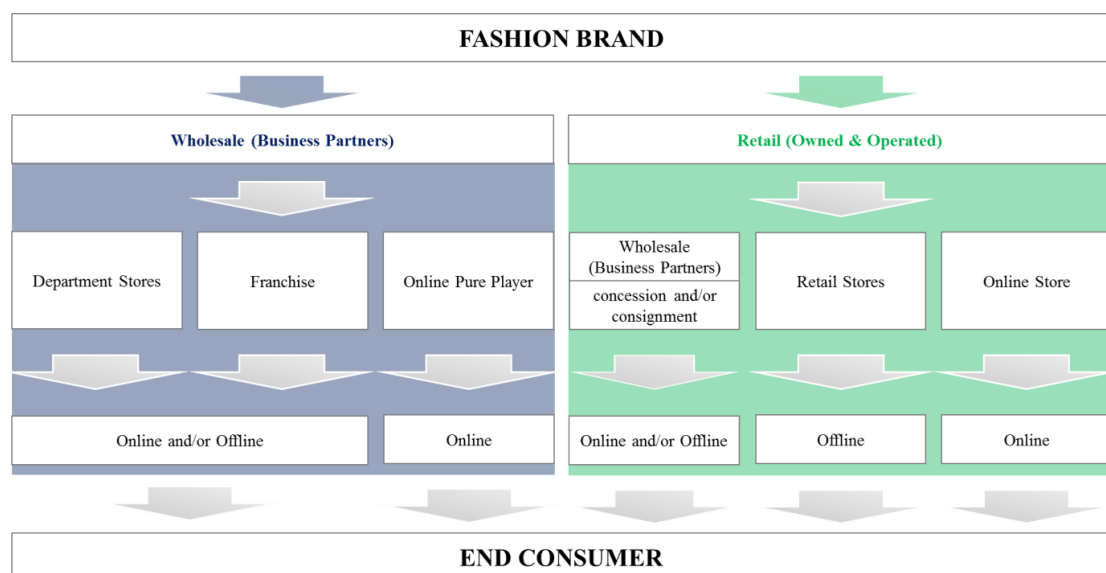 FASHION BRAND
Wholesale (Business Partners)
Retail (Owned & Operated)
Department Stores
Franchise
Online Pure Player
Wholesale
(Business Partners)
concession and/or
consignment
Retail Stores
Online Store
Online and/or Offline
Online
Online and/or Offline
Offline
Online
END CONSUMER